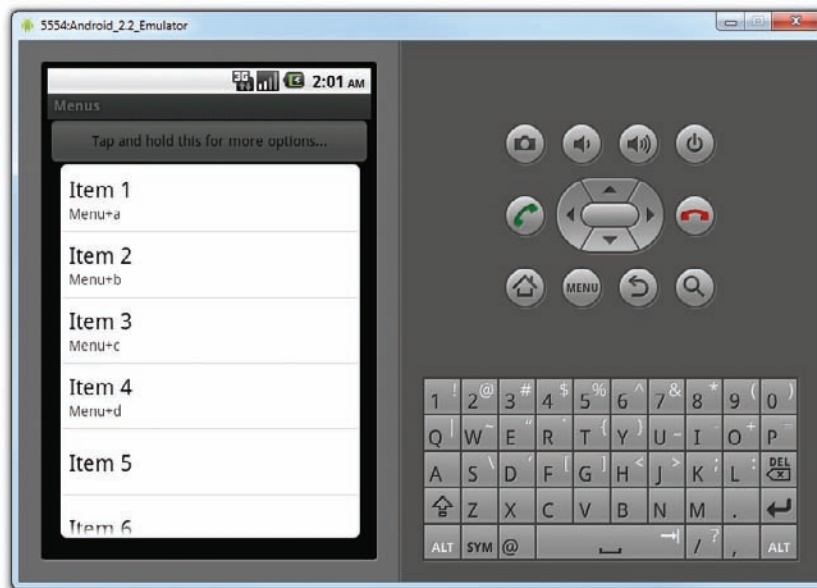 5554:Android_2.2_Emulator
3G 2:01 AM
Menus
Tap and hold this for more options...
Item 1
Menu+a
Item 2
Menu+b
Item 3
Menu+c
Item 4
Menu+d
Item 5
Item 6
MENU
1 ! 2 @ 3 # 4 $ 5 % 6 ^ 7 & 8 * 9 ( 0 )
Q | W ~ E " R ` T { Y } U _ I - O + P =
A S \ D ' F [ G ] H < J > K ; L : DEL
Z X C V B N M .
ALT SYM @ / ? , ALT